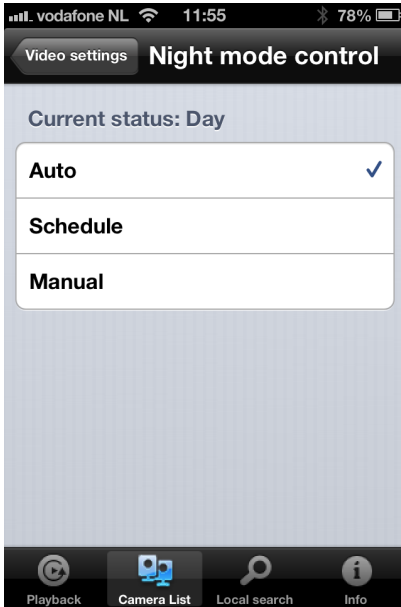 vodafone NL 11:55 78%
Video settings Night mode control
Current status: Day
Auto
Schedule
Manual
Playback Camera List Local search Info